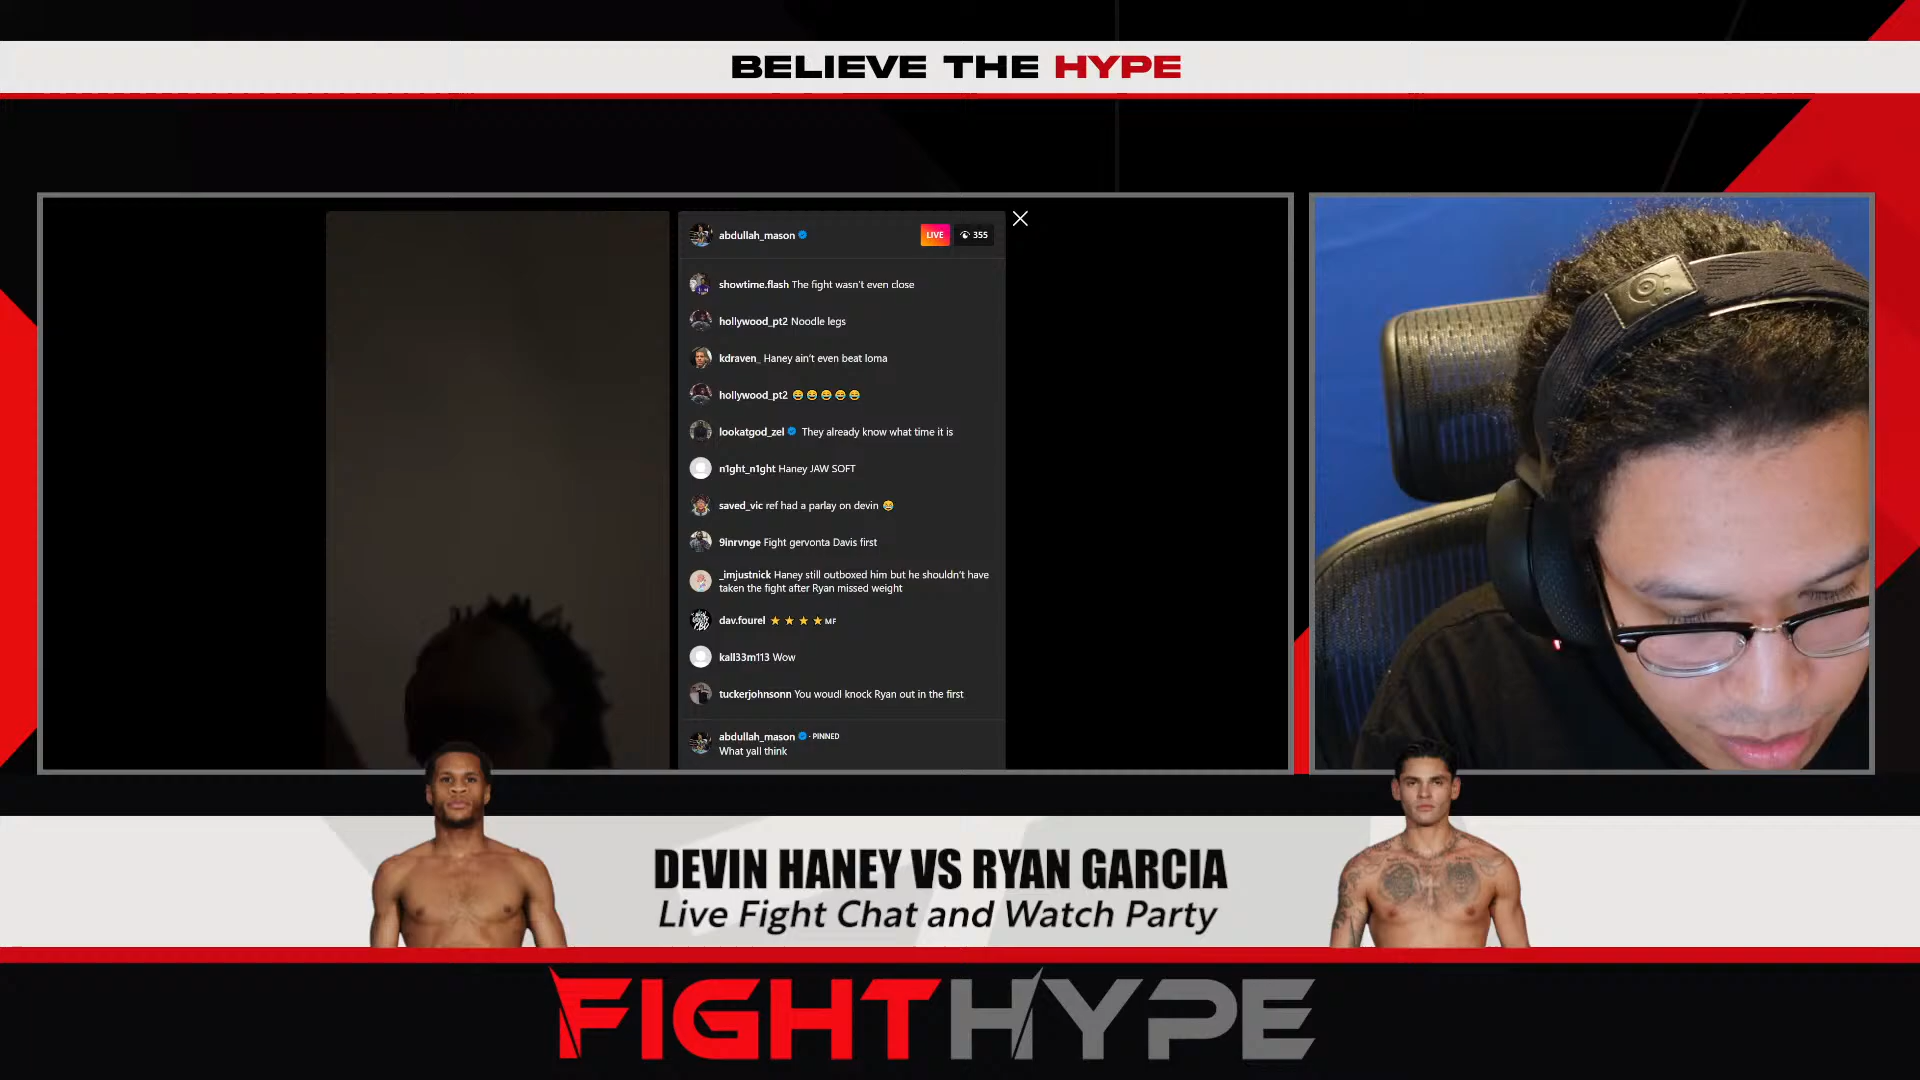 BELIEVE THE HYPE
abdullah_mason
LIVE
355
showtime.flash The fight wasn't even close
hollywood_pt2 Noodle legs
kdraven_ Haney ain't even beat loma
hollywood_pt2 😂😂😂😂😂
lookatgod_zel They already know what time it is
n1ght_n1ght Haney JAW SOFT
saved_vic ref had a parlay on devin 😂
9inrvnge Fight gervonta Davis first
_imjustnick Haney still outboxed him but he shouldn't have
taken the fight after Ryan missed weight
dav.fourel ★ ★ ★ ★ MF
kall33m113 Wow
tuckerjohnsonn You woudl knock Ryan out in the first
abdullah_mason · PINNED
What yall think
DEVIN HANEY VS RYAN GARCIA
Live Fight Chat and Watch Party
FIGHTHYPE